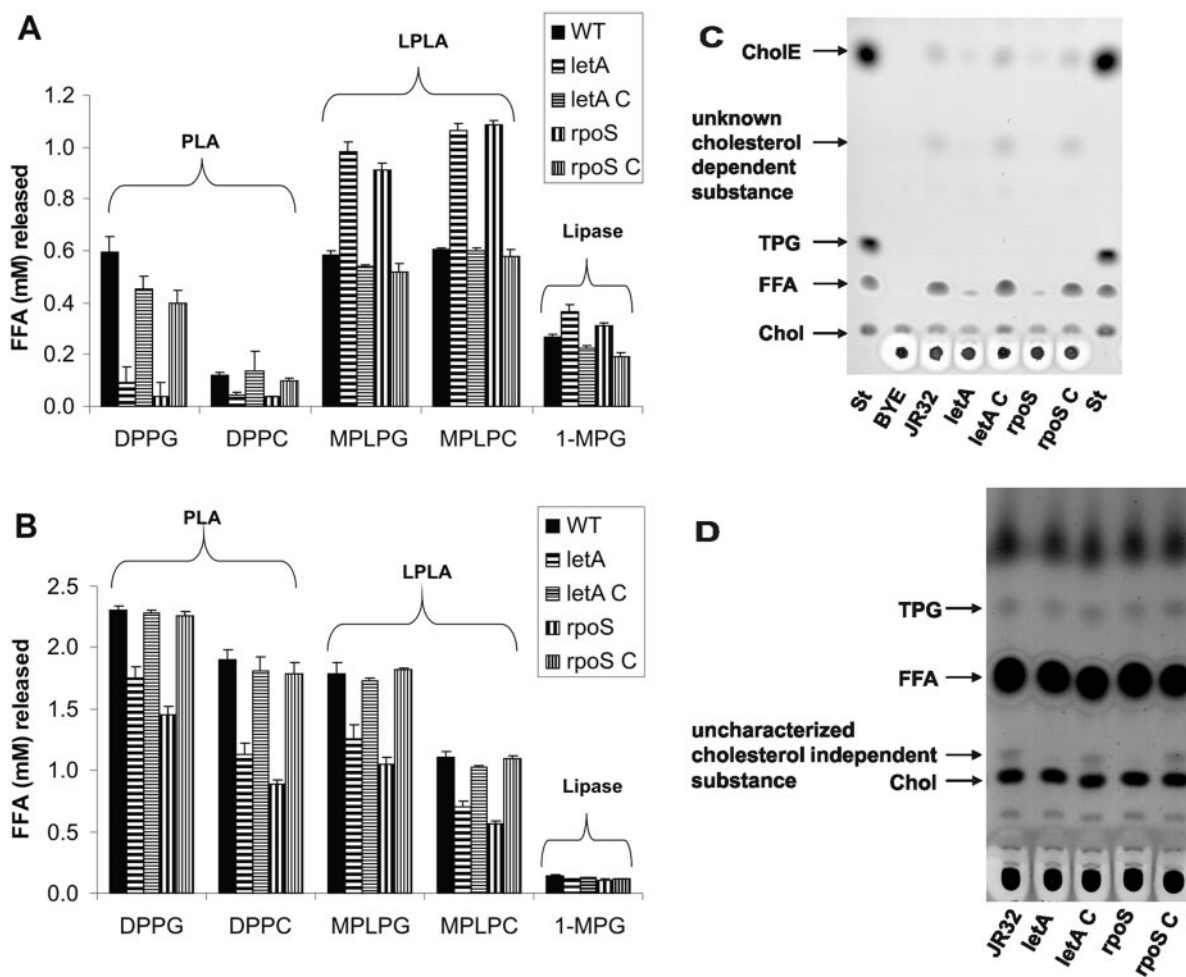 A
WT
letA
letA C
rpoS
rpoS C
LPLA
PLA
Lipase
FFA (mM) released
1.2
1.0
0.8
0.6
0.4
0.2
0.0
DPPG DPPC MPLPG MPLPC 1-MPG
B
WT
letA
letA C
rpoS
rpoS C
PLA
LPLA
Lipase
FFA (mM) released
2.5
2.0
1.5
1.0
0.5
0.0
DPPG DPPC MPLPG MPLPC 1-MPG
C
CholE
unknown
cholesterol
dependent
substance
TPG
FFA
Chol
St BYE JR32 letA letA C rpoS rpoS C St
D
TPG
FFA
uncharacterized
cholesterol independent
substance
Chol
JR32 letA letA C rpoS rpoS C